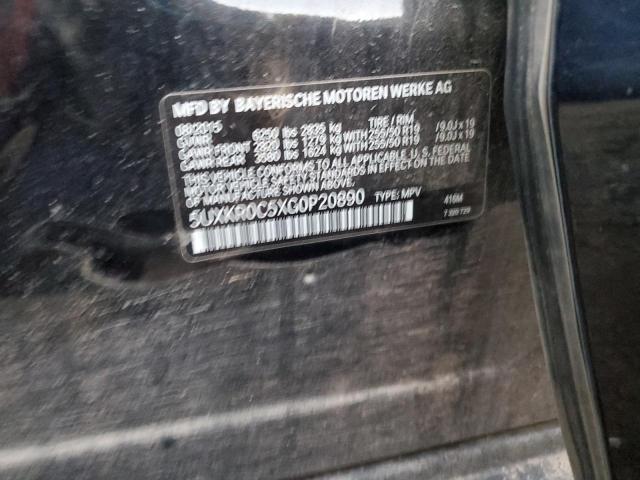 MFD BY BAYERISCHE MOTOREN WERKE AG
08/2015
GVWR 6250 lbs 2835 kg TIRE / RIM
GAWR FRONT 2820 lbs 1279 kg WITH 255/50 R19 /9.0J x 19
GAWR REAR 3580 lbs 1624 kg WITH 255/50 R19 /9.0J x 19
THIS VEHICLE CONFORMS TO ALL APPLICABLE U.S. FEDERAL
MOTOR VEHICLE SAFETY STANDARDS IN EFFECT ON THE DATE
OF MANUFACTURE SHOWN ABOVE.
5UXKR0C5XG0P20890 TYPE: MPV 416M